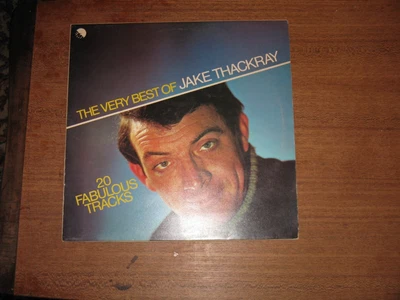 THE VERY BEST OF JAKE THACKRAY
20
FABULOUS
TRACKS